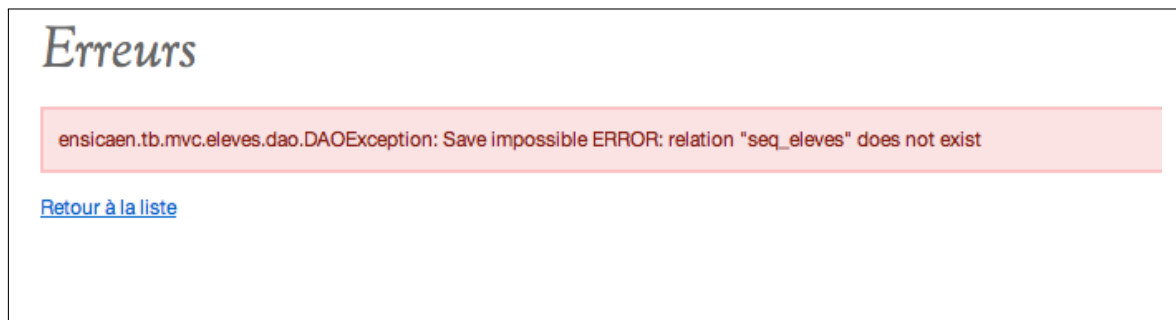 Erreurs
ensicaen.tb.mvc.eleves.dao.DAOException: Save impossible ERROR: relation "seq_eleves" does not exist
Retour à la liste